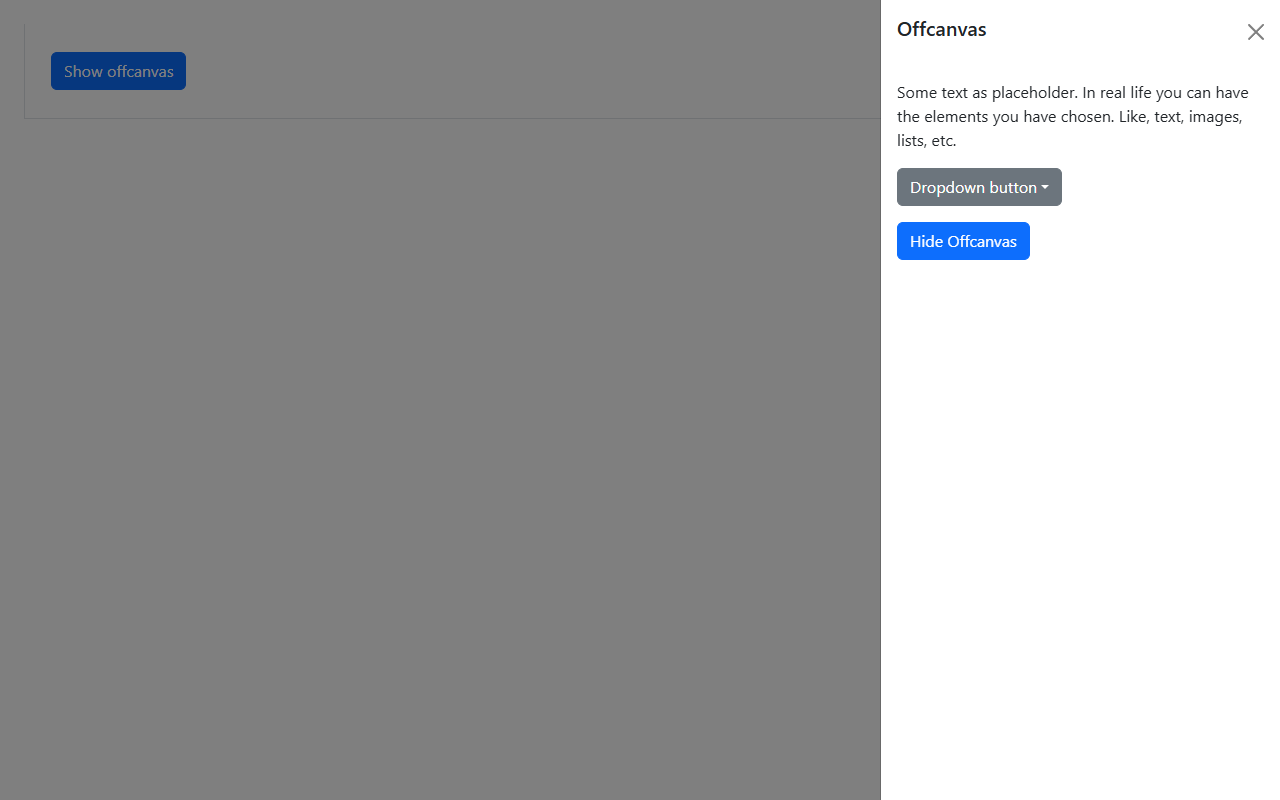 Show offcanvas
Offcanvas
Some text as placeholder. In real life you can have
the elements you have chosen. Like, text, images,
lists, etc.
Dropdown button
Hide Offcanvas